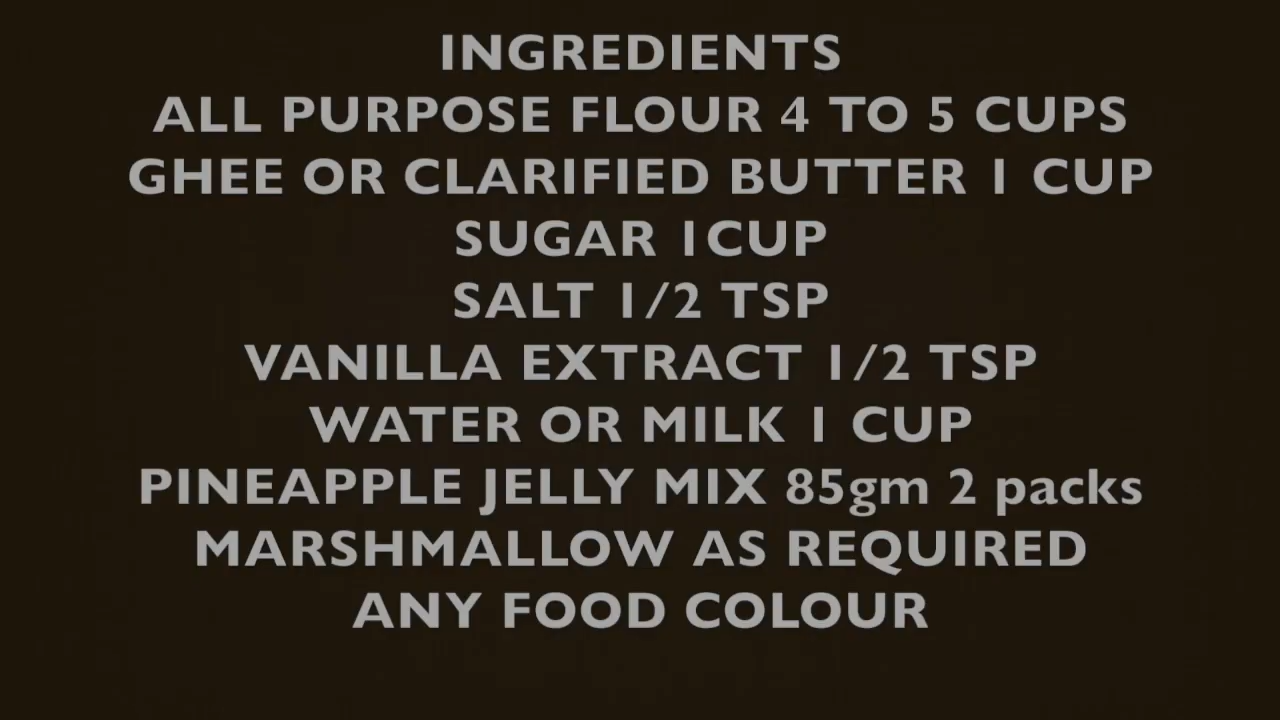 INGREDIENTS
ALL PURPOSE FLOUR 4 TO 5 CUPS
GHEE OR CLARIFIED BUTTER 1 CUP
SUGAR 1CUP
SALT 1/2 TSP
VANILLA EXTRACT 1/2 TSP
WATER OR MILK 1 CUP
PINEAPPLE JELLY MIX 85gm 2 packs
MARSHMALLOW AS REQUIRED
ANY FOOD COLOUR